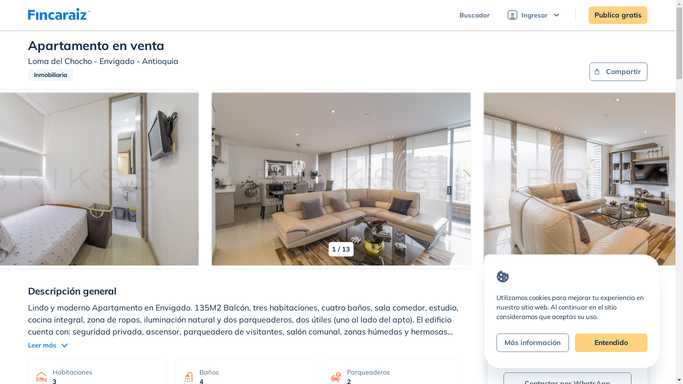 Fincaraiz
Buscador
Ingresar
Publica gratis
Apartamento en venta
Loma del Chocho - Envigado - Antioquia
Inmobiliaria
Compartir
1 / 13
Descripción general
Lindo y moderno Apartamento en Envigado. 135M2 Balcón, tres habitaciones, cuatro baños, sala comedor, estudio,
cocina integral, zona de ropas, iluminación natural y dos parqueaderos, dos útiles (uno al lado del apto). El edificio
cuenta con: seguridad privada, ascensor, parqueadero de visitantes, salón comunal, zonas húmedas y hermosas...
Leer más
Habitaciones
3
Baños
4
Parqueaderos
2
Utilizamos cookies para mejorar tu experiencia en
nuestro sitio web. Al continuar en el sitio
consideramos que aceptas su uso.
Más información
Entendido
Contactar por WhatsApp